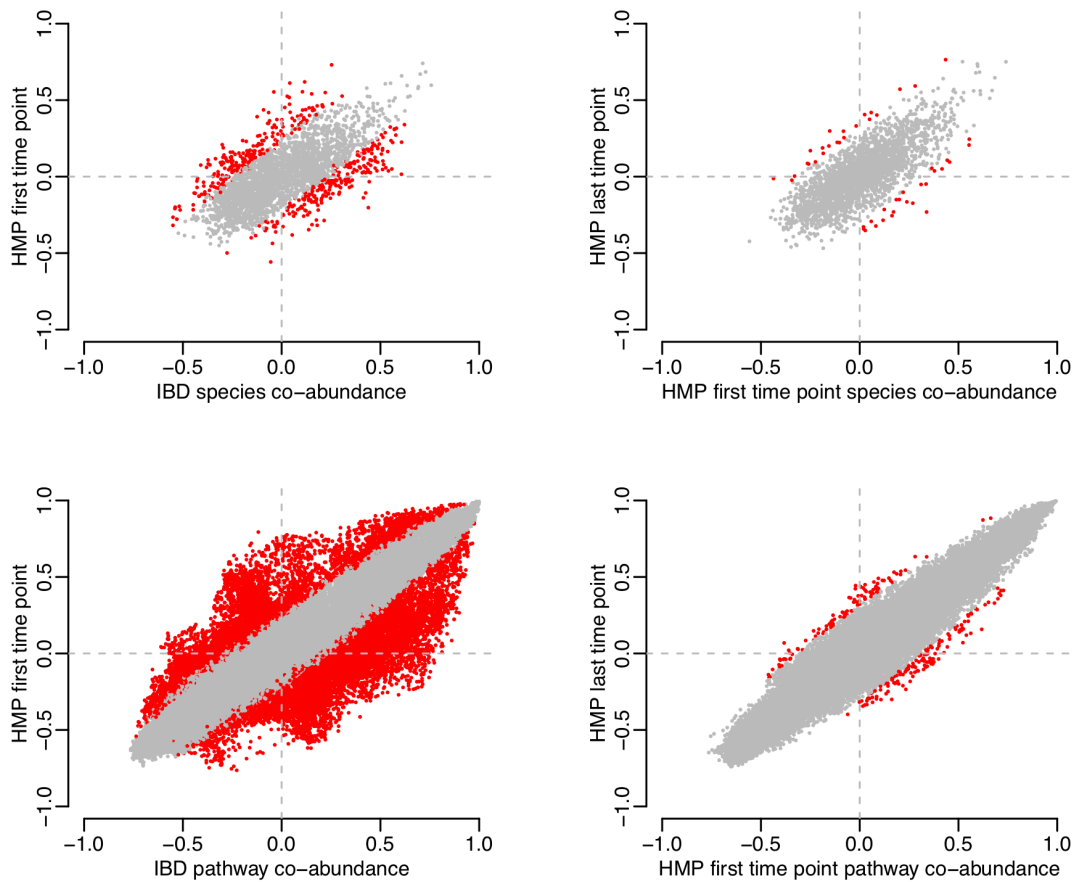 1.0
0.5
0.0
−0.5
−1.0
HMP first time point
−1.0 −0.5 0.0 0.5 1.0
IBD species co−abundance
1.0
0.5
0.0
−0.5
−1.0
HMP last time point
−1.0 −0.5 0.0 0.5 1.0
HMP first time point species co−abundance
1.0
0.5
0.0
−0.5
−1.0
HMP first time point
−1.0 −0.5 0.0 0.5 1.0
IBD pathway co−abundance
1.0
0.5
0.0
−0.5
−1.0
HMP last time point
−1.0 −0.5 0.0 0.5 1.0
HMP first time point pathway co−abundance